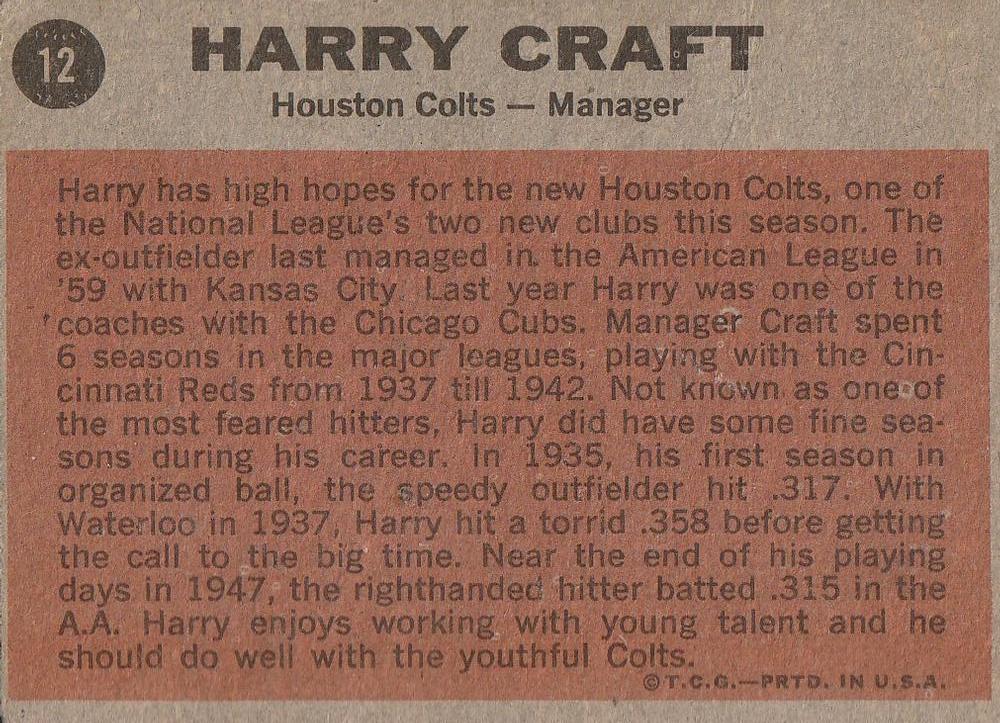 12
HARRY CRAFT
Houston Colts — Manager
Harry has high hopes for the new Houston Colts, one of
the National League's two new clubs this season. The
ex-outfielder last managed in the American League in
'59 with Kansas City. Last year Harry was one of the
coaches with the Chicago Cubs. Manager Craft spent
6 seasons in the major leagues, playing with the Cin-
cinnati Reds from 1937 till 1942. Not known as one of
the most feared hitters, Harry did have some fine sea-
sons during his career. In 1935, his first season in
organized ball, the speedy outfielder hit .317. With
Waterloo in 1937, Harry hit a torrid .358 before getting
the call to the big time. Near the end of his playing
days in 1947, the righthanded hitter batted .315 in the
A.A. Harry enjoys working with young talent and he
should do well with the youthful Colts.
©T.C.G.—PRTD. IN U.S.A.